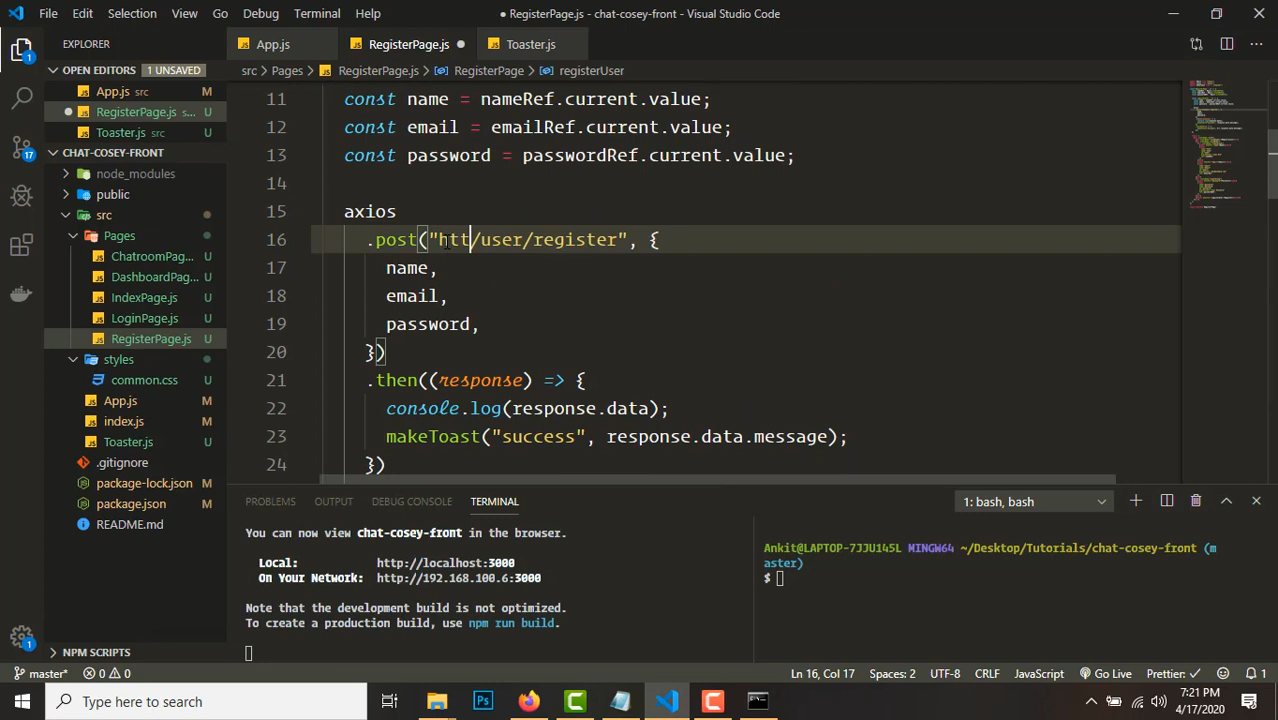 File Edit Selection View Go Debug Terminal Help
● RegisterPage.js - chat-cosey-front - Visual Studio Code
EXPLORER
App.js
RegisterPage.js
Toaster.js
OPEN EDITORS 1 UNSAVED
App.js src M
RegisterPage.js s... U
Toaster.js src U
CHAT-COSEY-FRONT
node_modules
public
src
Pages
ChatroomPag... U
DashboardPag... U
IndexPage.js U
LoginPage.js U
RegisterPage.js U
styles
common.css U
App.js M
index.js M
Toaster.js U
.gitignore
package-lock.json M
package.json M
README.md
NPM SCRIPTS
1
17
1
src > Pages > RegisterPage.js > RegisterPage > registerUser
11 const name = nameRef.current.value;
12 const email = emailRef.current.value;
13 const password = passwordRef.current.value;
14
15 axios
16 .post("htt/user/register", {
17 name,
18 email,
19 password,
20 })
21 .then((response) => {
22 console.log(response.data);
23 makeToast("success", response.data.message);
24 })
PROBLEMS OUTPUT DEBUG CONSOLE TERMINAL
1: bash, bash
You can now view chat-cosey-front in the browser.
Local: http://localhost:3000
On Your Network: http://192.168.100.6:3000
Note that the development build is not optimized.
To create a production build, use npm run build.
Ankit@LAPTOP-7JJU145L MINGW64 ~/Desktop/Tutorials/chat-cosey-front (m
aster)
$
master* 0 0
Ln 16, Col 17 Spaces: 2 UTF-8 CRLF JavaScript Go Live Prettier: ✓ 1
Type here to search
7:21 PM
4/17/2020